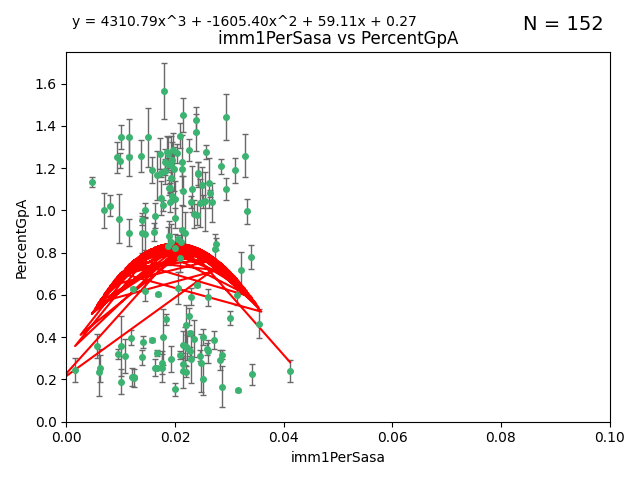 y = 4310.79x^3 + -1605.40x^2 + 59.11x + 0.27
N = 152
imm1PerSasa vs PercentGpA
PercentGpA
1.6
1.4
1.2
1.0
0.8
0.6
0.4
0.2
0.0
0.00 0.02 0.04 0.06 0.08 0.10
imm1PerSasa